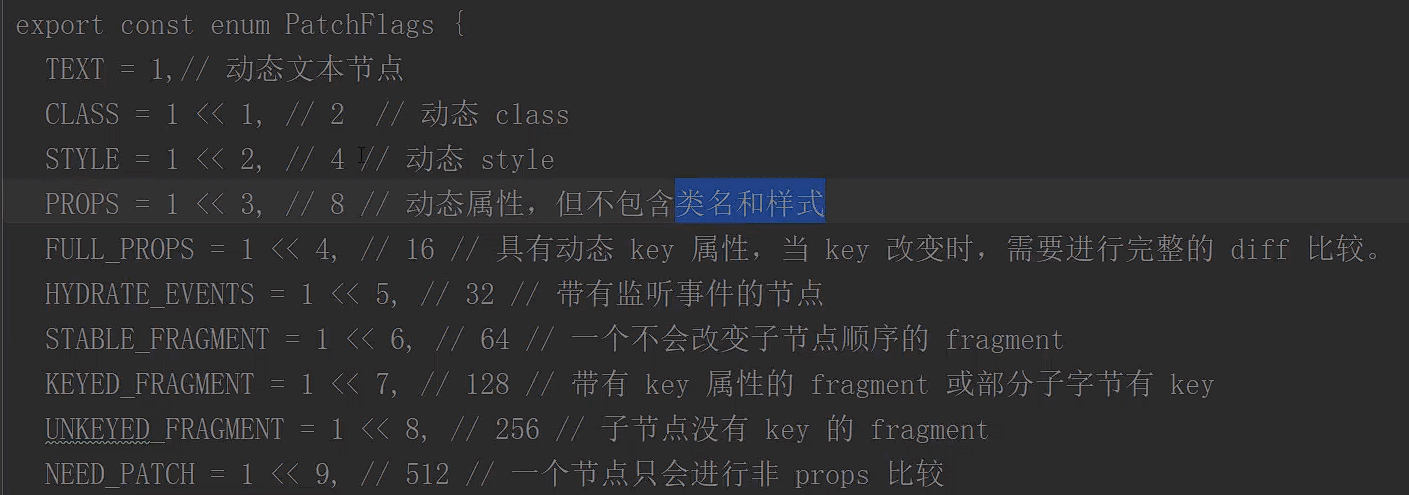 export const enum PatchFlags {
TEXT = 1,// 动态文本节点
CLASS = 1 << 1, // 2  // 动态 class
STYLE = 1 << 2, // 4 // 动态 style
PROPS = 1 << 3, // 8 // 动态属性，但不包含类名和样式
FULL_PROPS = 1 << 4, // 16 // 具有动态 key 属性，当 key 改变时，需要进行完整的 diff 比较。
HYDRATE_EVENTS = 1 << 5, // 32 // 带有监听事件的节点
STABLE_FRAGMENT = 1 << 6, // 64 // 一个不会改变子节点顺序的 fragment
KEYED_FRAGMENT = 1 << 7, // 128 // 带有 key 属性的 fragment 或部分子字节有 key
UNKEYED_FRAGMENT = 1 << 8, // 256 // 子节点没有 key 的 fragment
NEED_PATCH = 1 << 9, // 512 // 一个节点只会进行非 props 比较